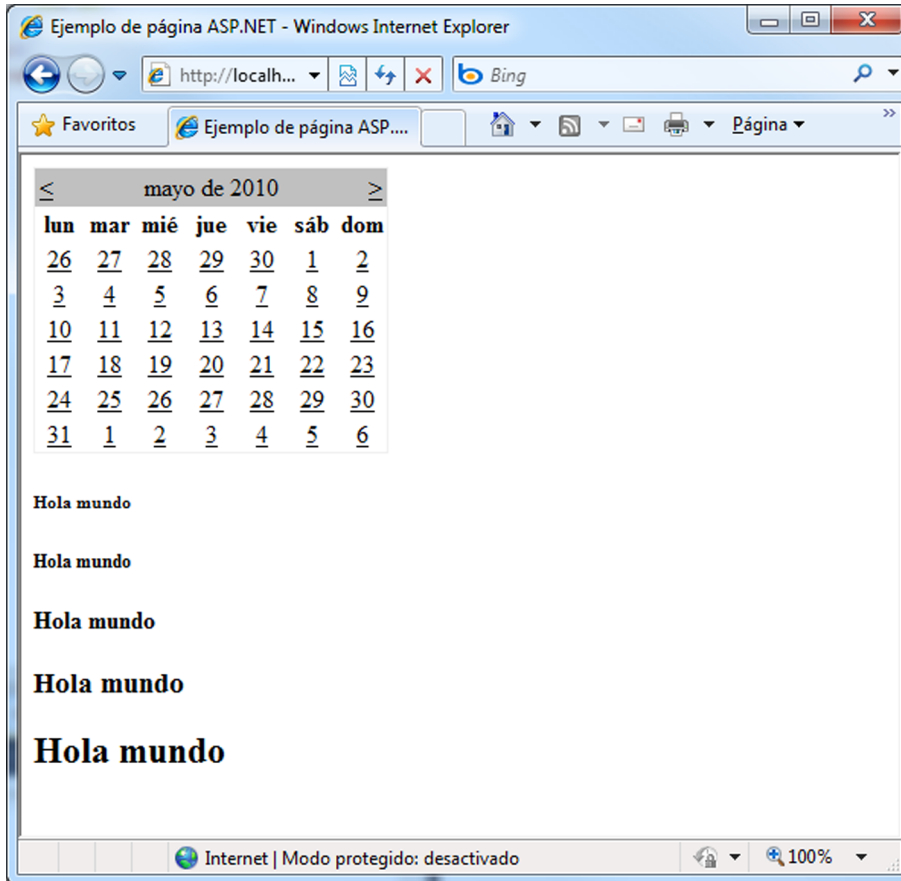 Ejemplo de página ASP.NET - Windows Internet Explorer
http://localh... Bing
Favoritos Ejemplo de página ASP.... Página »
< mayo de 2010 >
lun mar mié jue vie sáb dom
26 27 28 29 30 1 2
3 4 5 6 7 8 9
10 11 12 13 14 15 16
17 18 19 20 21 22 23
24 25 26 27 28 29 30
31 1 2 3 4 5 6
Hola mundo
Hola mundo
Hola mundo
Hola mundo
Hola mundo
Internet | Modo protegido: desactivado 100%